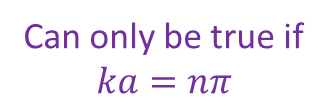 Can only be true if
𝑘𝑎 = 𝑛𝜋